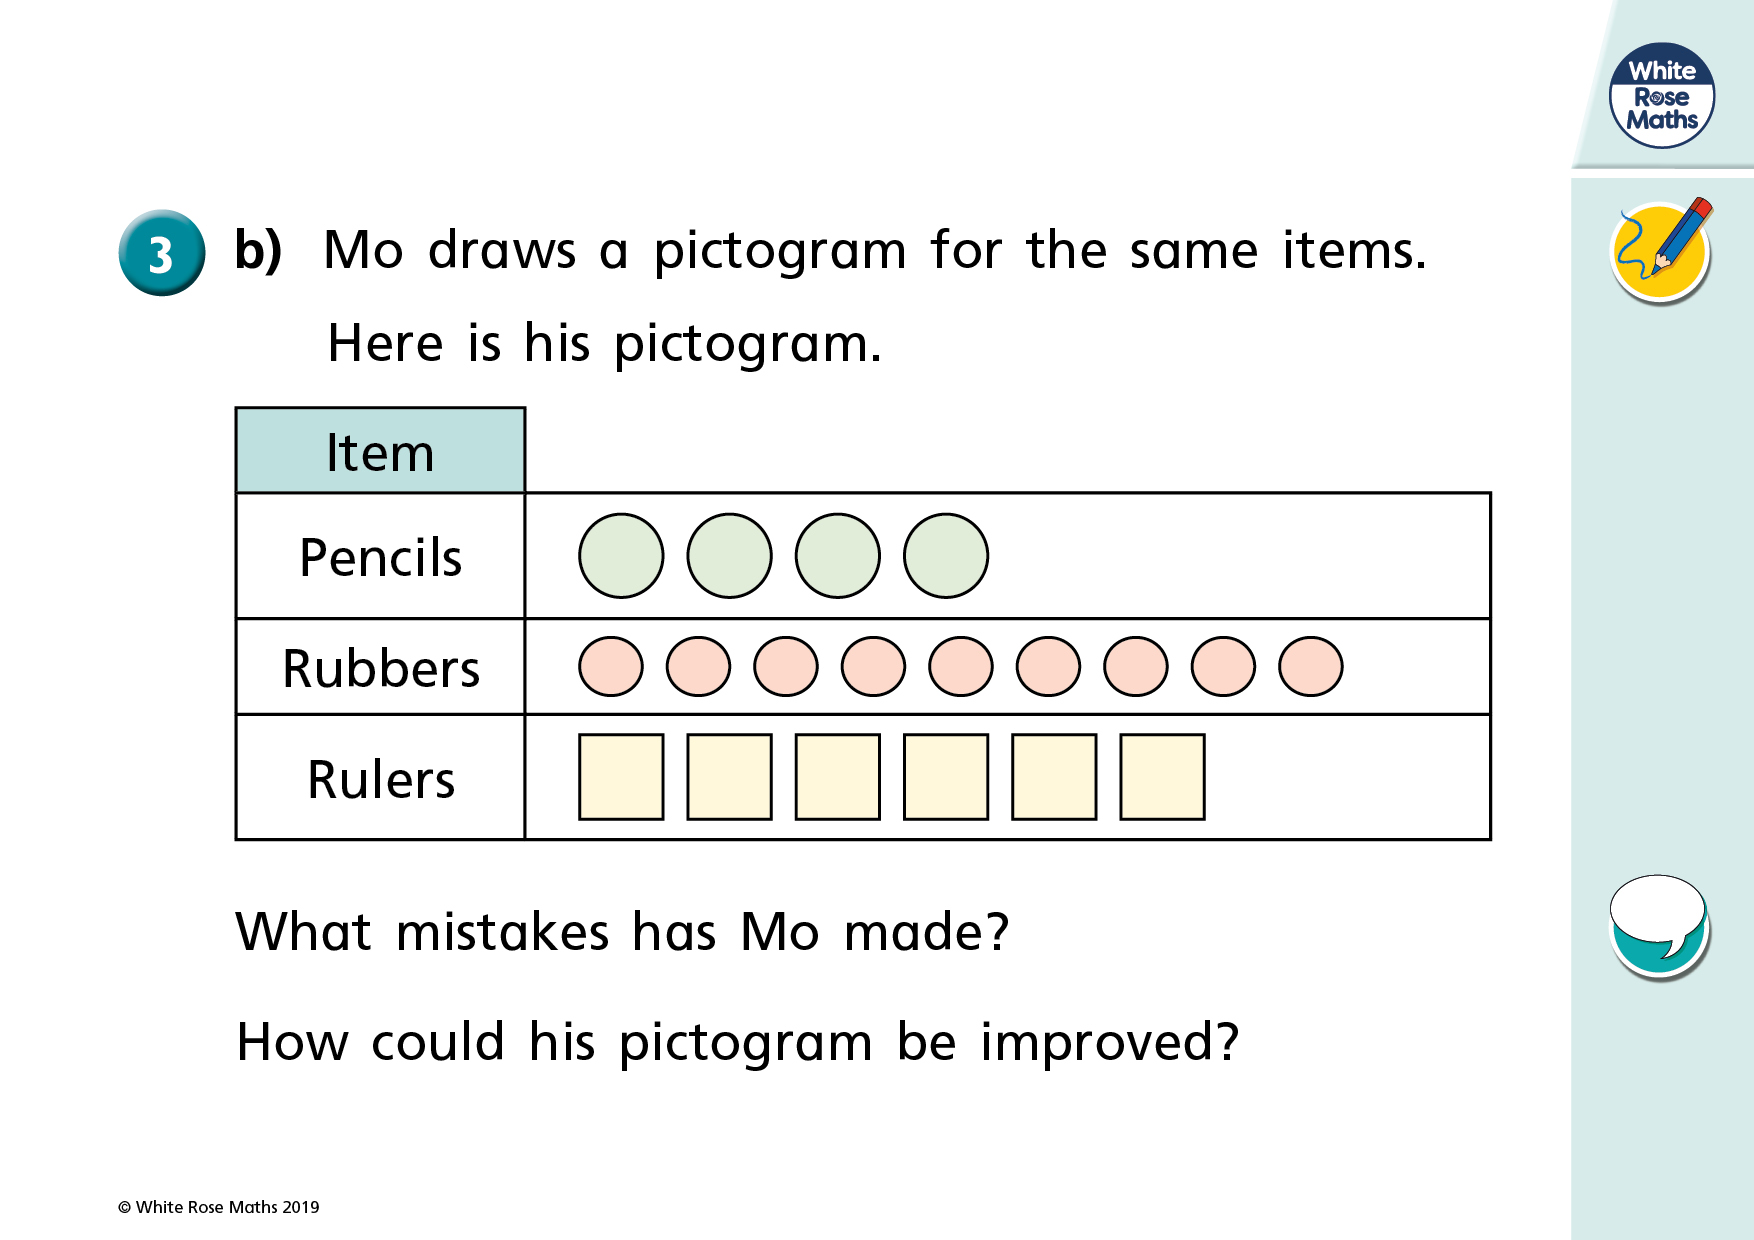 White
Rose
Maths
3 b) Mo draws a pictogram for the same items.
Here is his pictogram.
Item
Pencils
Rubbers
Rulers
What mistakes has Mo made?
How could his pictogram be improved?
© White Rose Maths 2019